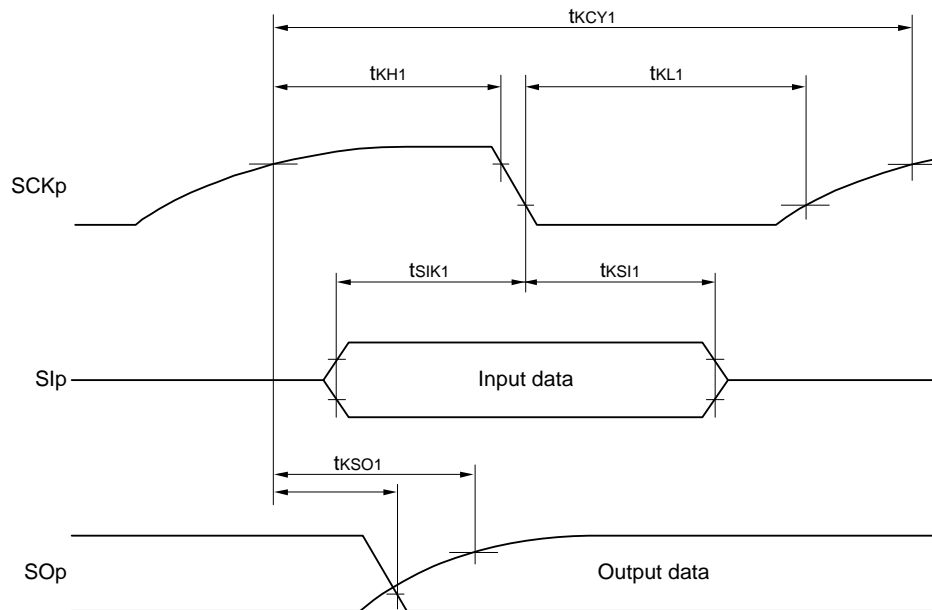 tKCY1
tKH1
tKL1
SCKp
tSIK1
tKSI1
SIp
Input data
tKSO1
SOp
Output data